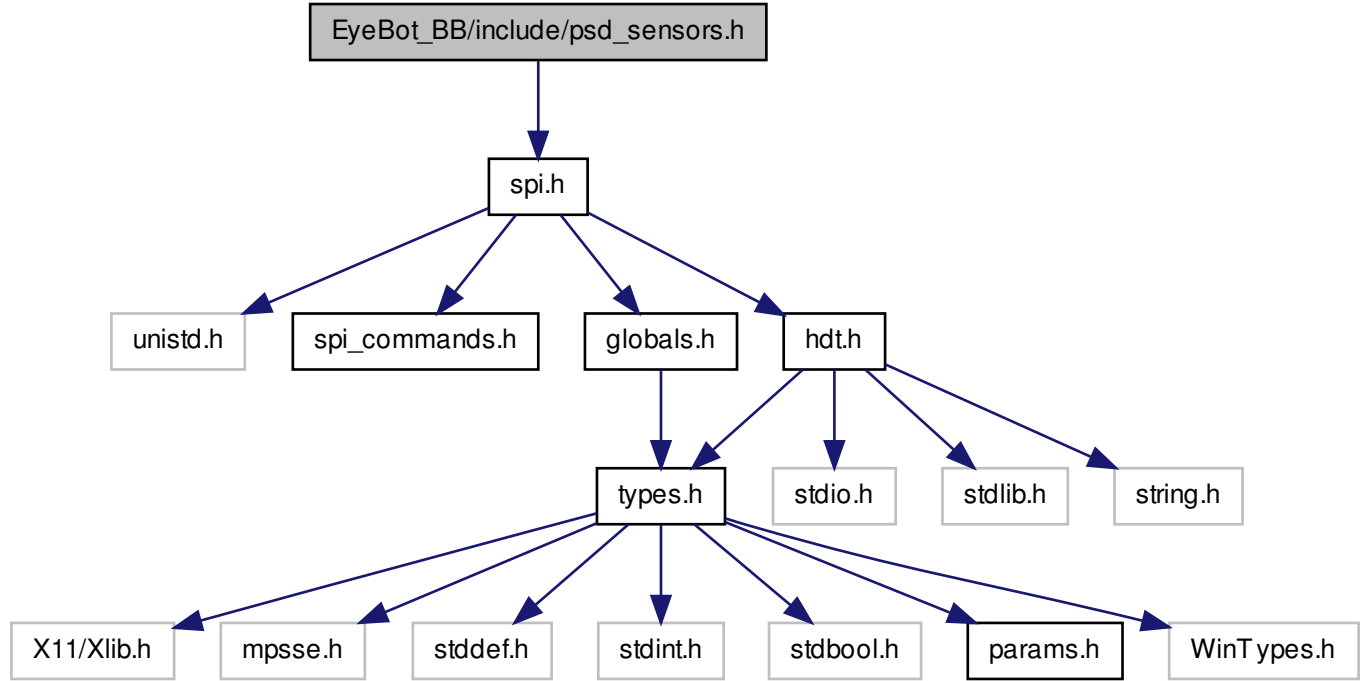 EyeBot_BB/include/psd_sensors.h
spi.h
unistd.h
spi_commands.h
globals.h
hdt.h
types.h
stdio.h
stdlib.h
string.h
X11/Xlib.h
mpsse.h
stddef.h
stdint.h
stdbool.h
params.h
WinTypes.h